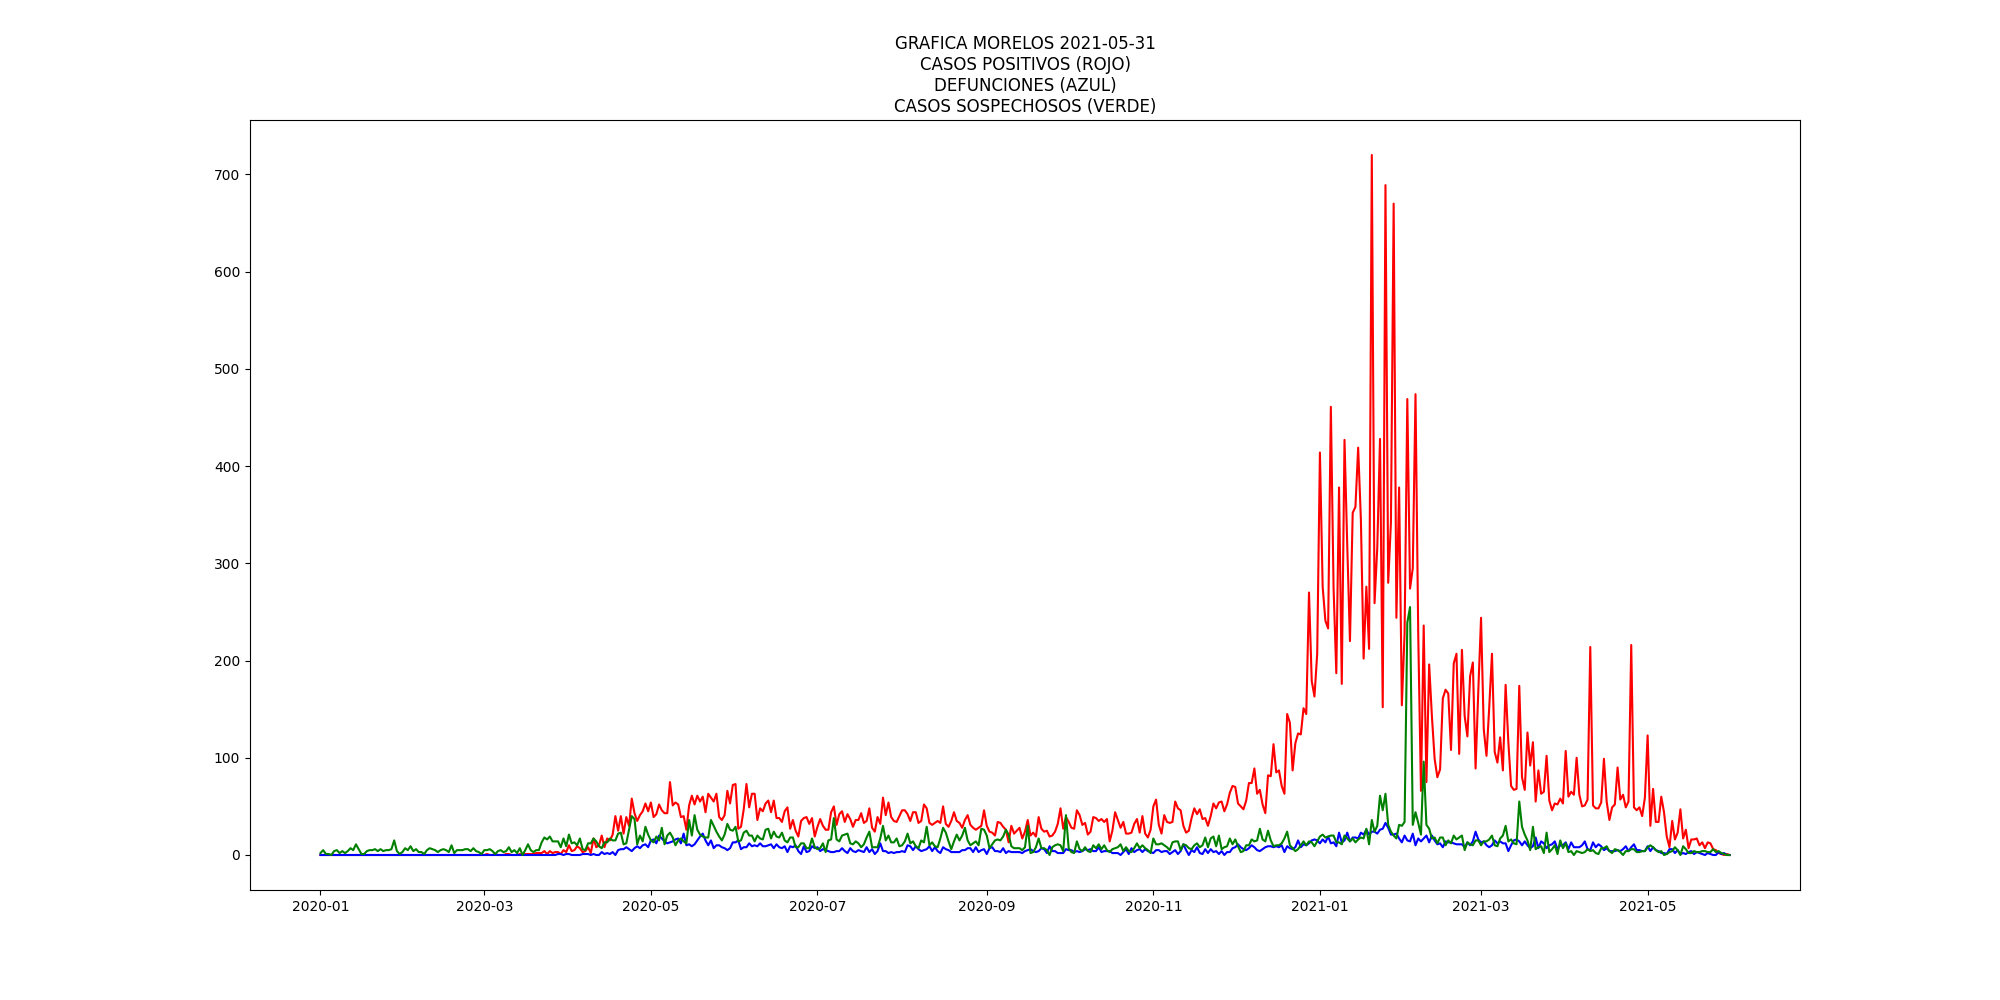 GRAFICA MORELOS 2021-05-31
CASOS POSITIVOS (ROJO)
DEFUNCIONES (AZUL)
CASOS SOSPECHOSOS (VERDE)
700
600
500
400
300
200
100
0
2020-01 2020-03 2020-05 2020-07 2020-09 2020-11 2021-01 2021-03 2021-05